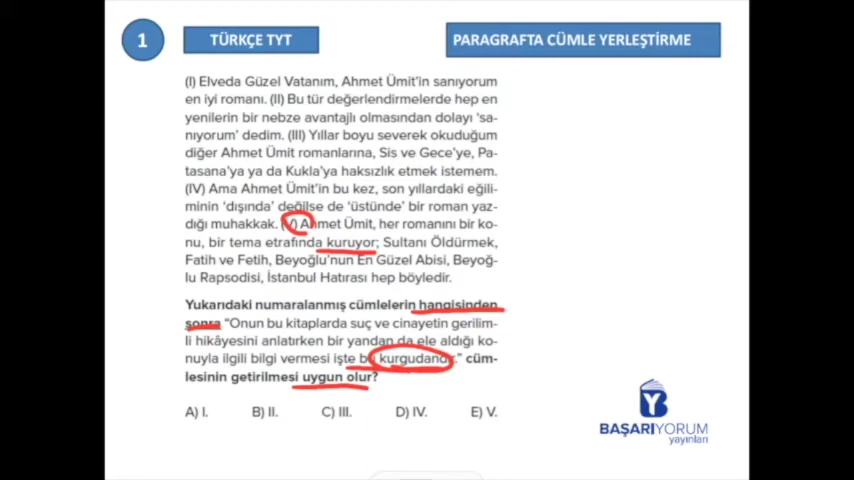 1
TÜRKÇE TYT
PARAGRAFTA CÜMLE YERLEŞTİRME
(I) Elveda Güzel Vatanım, Ahmet Ümit'in sanıyorum
en iyi romanı. (II) Bu tür değerlendirmelerde hep en
yenilerin bir nebze avantajlı olmasından dolayı 'sa-
nıyorum' dedim. (III) Yıllar boyu severek okuduğum
diğer Ahmet Ümit romanlarına, Sis ve Gece'ye, Pa-
tasana'ya ya da Kukla'ya haksızlık etmek istemem.
(IV) Ama Ahmet Ümit'in bu kez, son yıllardaki eğili-
minin 'dışında' değilse de 'üstünde' bir roman yaz-
dığı muhakkak. (V) Ahmet Ümit, her romanını bir ko-
nu, bir tema etrafında kuruyor; Sultanı Öldürmek,
Fatih ve Fetih, Beyoğlu'nun En Güzel Abisi, Beyoğ-
lu Rapsodisi, İstanbul Hatırası hep böyledir.
Yukarıdaki numaralanmış cümlelerin hangisinden
sonra "Onun bu kitaplarda suç ve cinayetin gerilim-
li hikâyesini anlatırken bir yandan da ele aldığı ko-
nuyla ilgili bilgi vermesi işte bu kurgudandır." cüm-
lesinin getirilmesi uygun olur?
A) I. B) II. C) III. D) IV. E) V.
BAŞARIYORUM
yayınları